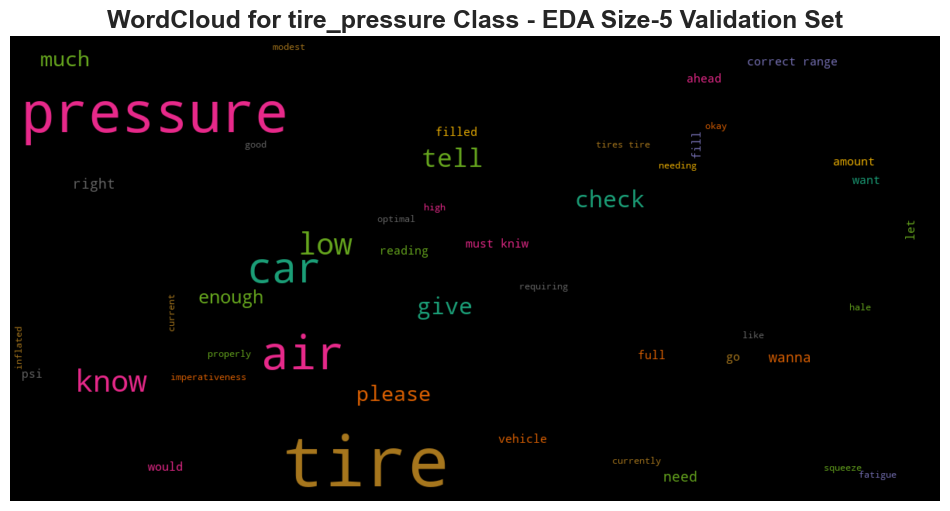 WordCloud for tire_pressure Class - EDA Size-5 Validation Set
modest
much
correct range
ahead
pressure
okay
filled
good
tires tire
fill
tell
needing
amount
right
want
check
high
optimal
let
low
must kniw
reading
car
requiring
enough
give
current
hale
like
inflated
properly
air
full
go
wanna
psi
know
imperativeness
please
tire
vehicle
would
currently
need
squeeze
fatigue